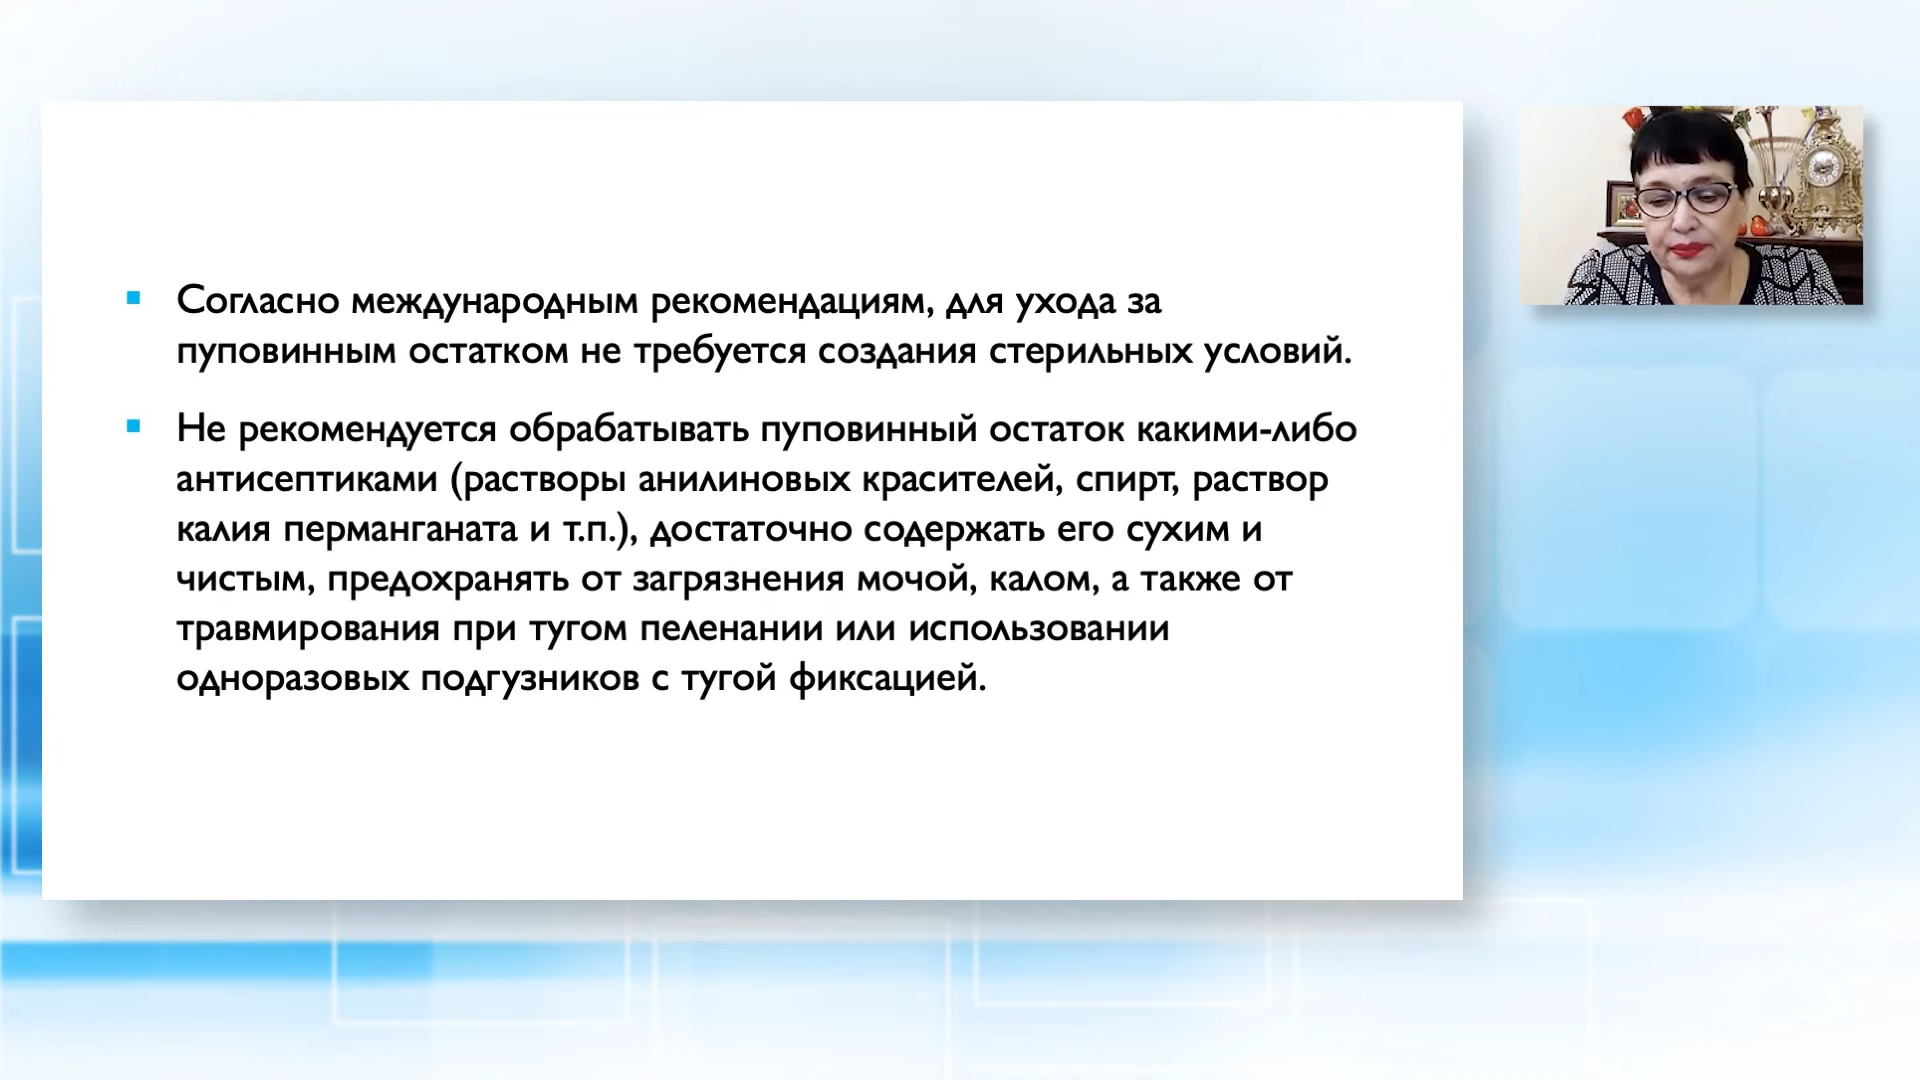 Согласно международным рекомендациям, для ухода за
пуповинным остатком не требуется создания стерильных условий.
Не рекомендуется обрабатывать пуповинный остаток какими-либо
антисептиками (растворы анилиновых красителей, спирт, раствор
калия перманганата и т.п.), достаточно содержать его сухим и
чистым, предохранять от загрязнения мочой, калом, а также от
травмирования при тугом пеленании или использовании
одноразовых подгузников с тугой фиксацией.